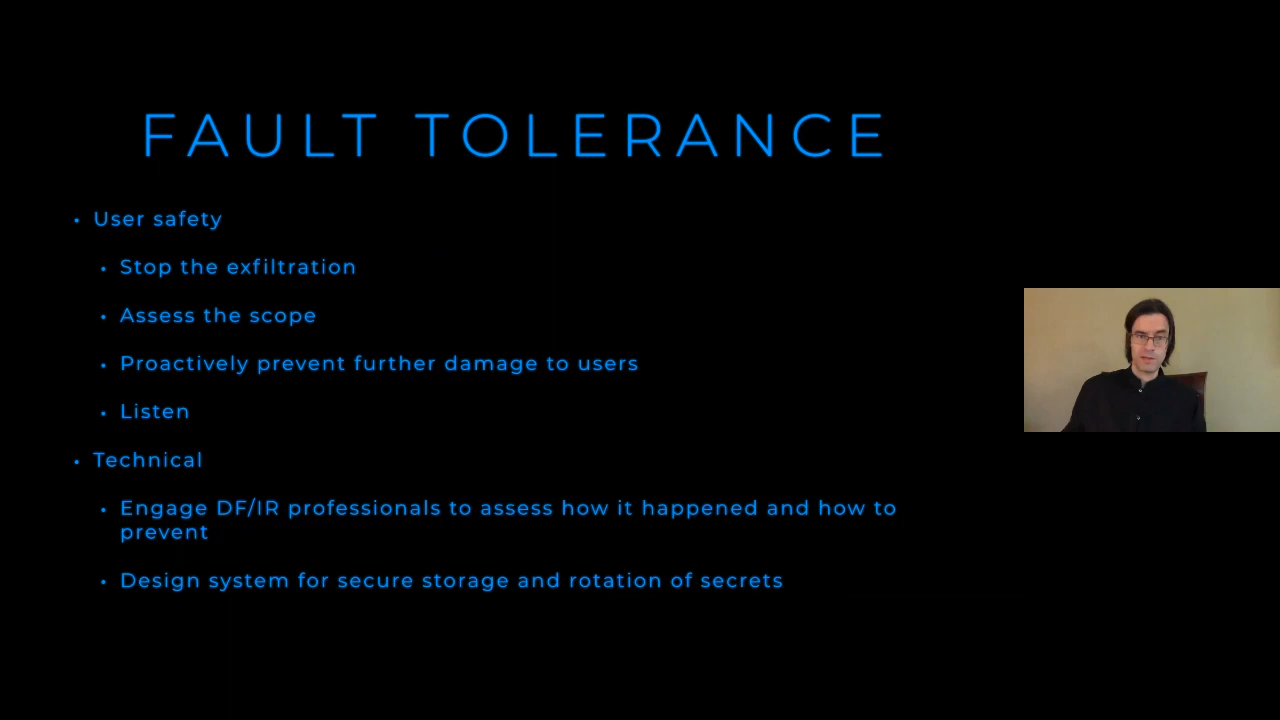 FAULT TOLERANCE
• User safety
• Stop the exfiltration
• Assess the scope
• Proactively prevent further damage to users
• Listen
• Technical
• Engage DF/IR professionals to assess how it happened and how to
prevent
• Design system for secure storage and rotation of secrets